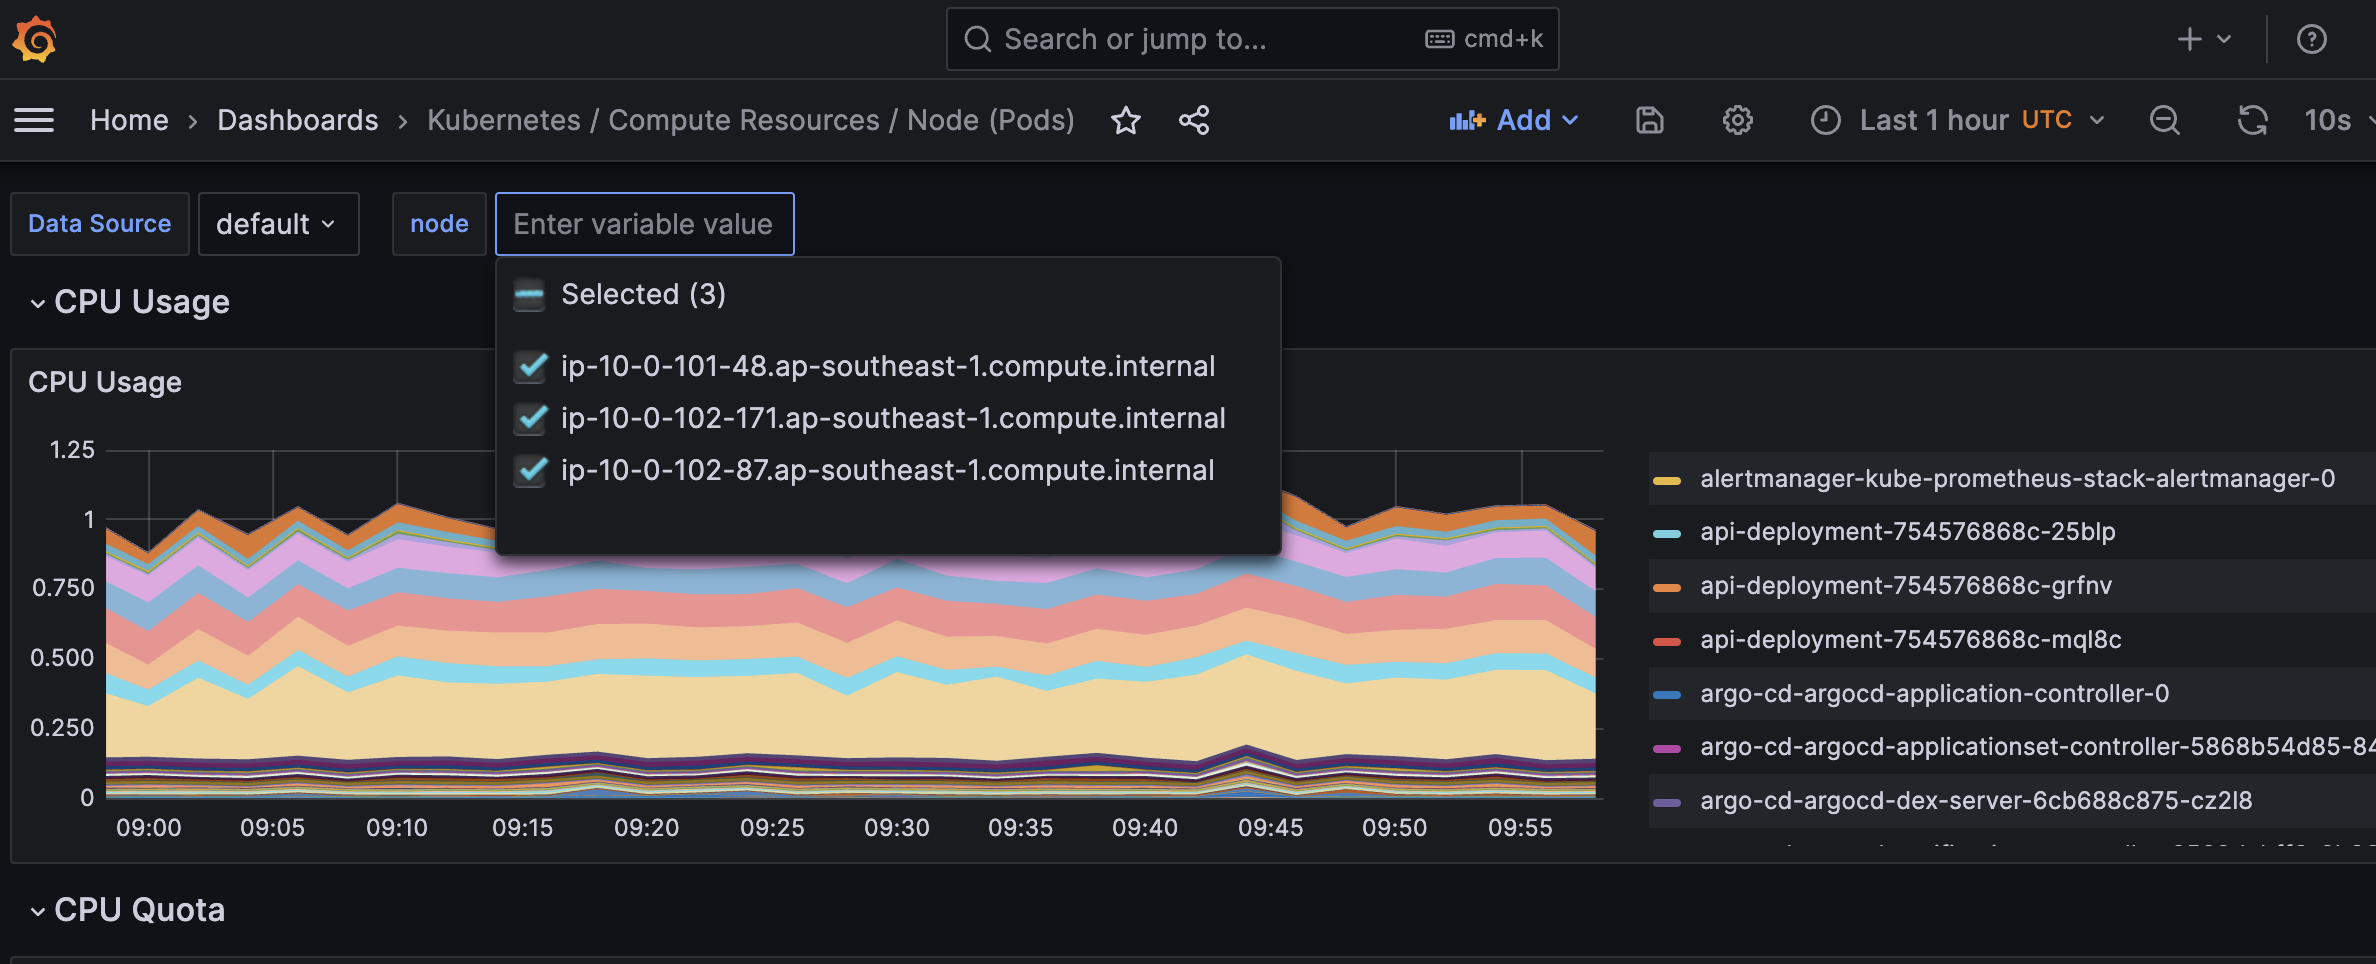 Search or jump to...
cmd+k
Home
Dashboards
Kubernetes / Compute Resources / Node (Pods)
Add
Last 1 hour UTC
10s
Data Source
default
node
Enter variable value
Selected (3)
ip-10-0-101-48.ap-southeast-1.compute.internal
ip-10-0-102-171.ap-southeast-1.compute.internal
ip-10-0-102-87.ap-southeast-1.compute.internal
CPU Usage
CPU Usage
1.25
1
0.750
0.500
0.250
0
09:00
09:05
09:10
09:15
09:20
09:25
09:30
09:35
09:40
09:45
09:50
09:55
alertmanager-kube-prometheus-stack-alertmanager-0
api-deployment-754576868c-25blp
api-deployment-754576868c-grfnv
api-deployment-754576868c-mql8c
argo-cd-argocd-application-controller-0
argo-cd-argocd-applicationset-controller-5868b54d85-84
argo-cd-argocd-dex-server-6cb688c875-cz2l8
CPU Quota